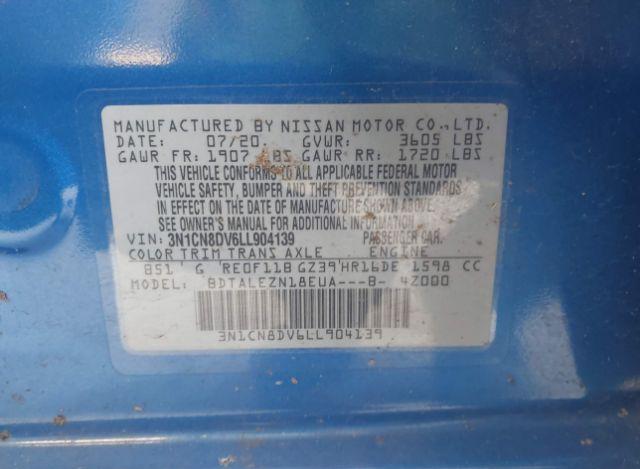 MANUFACTURED BY NISSAN MOTOR CO., LTD.
DATE: 07/20 GVWR: 3605 LBS
GAWR FR: 1907 LBS GAWR RR: 1720 LBS
THIS VEHICLE CONFORMS TO ALL APPLICABLE FEDERAL MOTOR
VEHICLE SAFETY, BUMPER AND THEFT PREVENTION STANDARDS
IN EFFECT ON THE DATE OF MANUFACTURE SHOWN ABOVE.
SEE OWNER'S MANUAL FOR ADDITIONAL INFORMATION.
VIN: 3N1CN8DV6LL904139 PASSENGER CAR.
COLOR TRIM TRANS AXLE ENGINE
851' G 'RE0F11B GZ39'HR16DE 1598 CC
MODEL: BDTALEZN18EUA---B- 4Z000
3N1CN8DV6LL904139